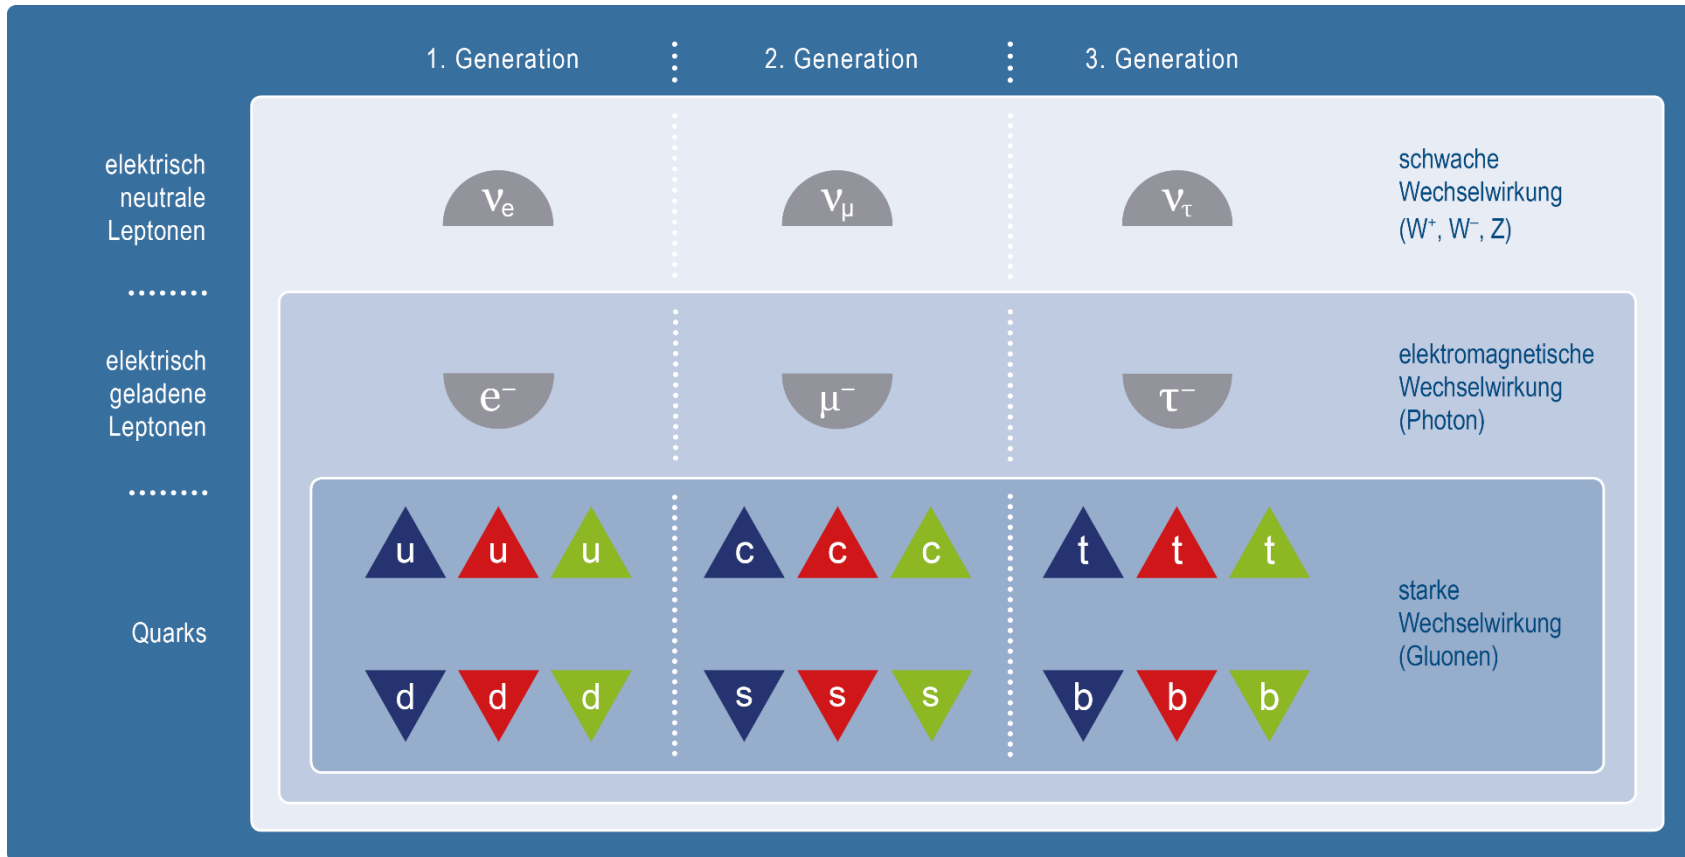 1. Generation
2. Generation
3. Generation
elektrisch
neutrale
Leptonen
νe
νμ
ντ
schwache
Wechselwirkung
(W⁺, W⁻, Z)
elektrisch
geladene
Leptonen
e⁻
μ⁻
τ⁻
elektromagnetische
Wechselwirkung
(Photon)
Quarks
u u u
c c c
t t t
d d d
s s s
b b b
starke
Wechselwirkung
(Gluonen)